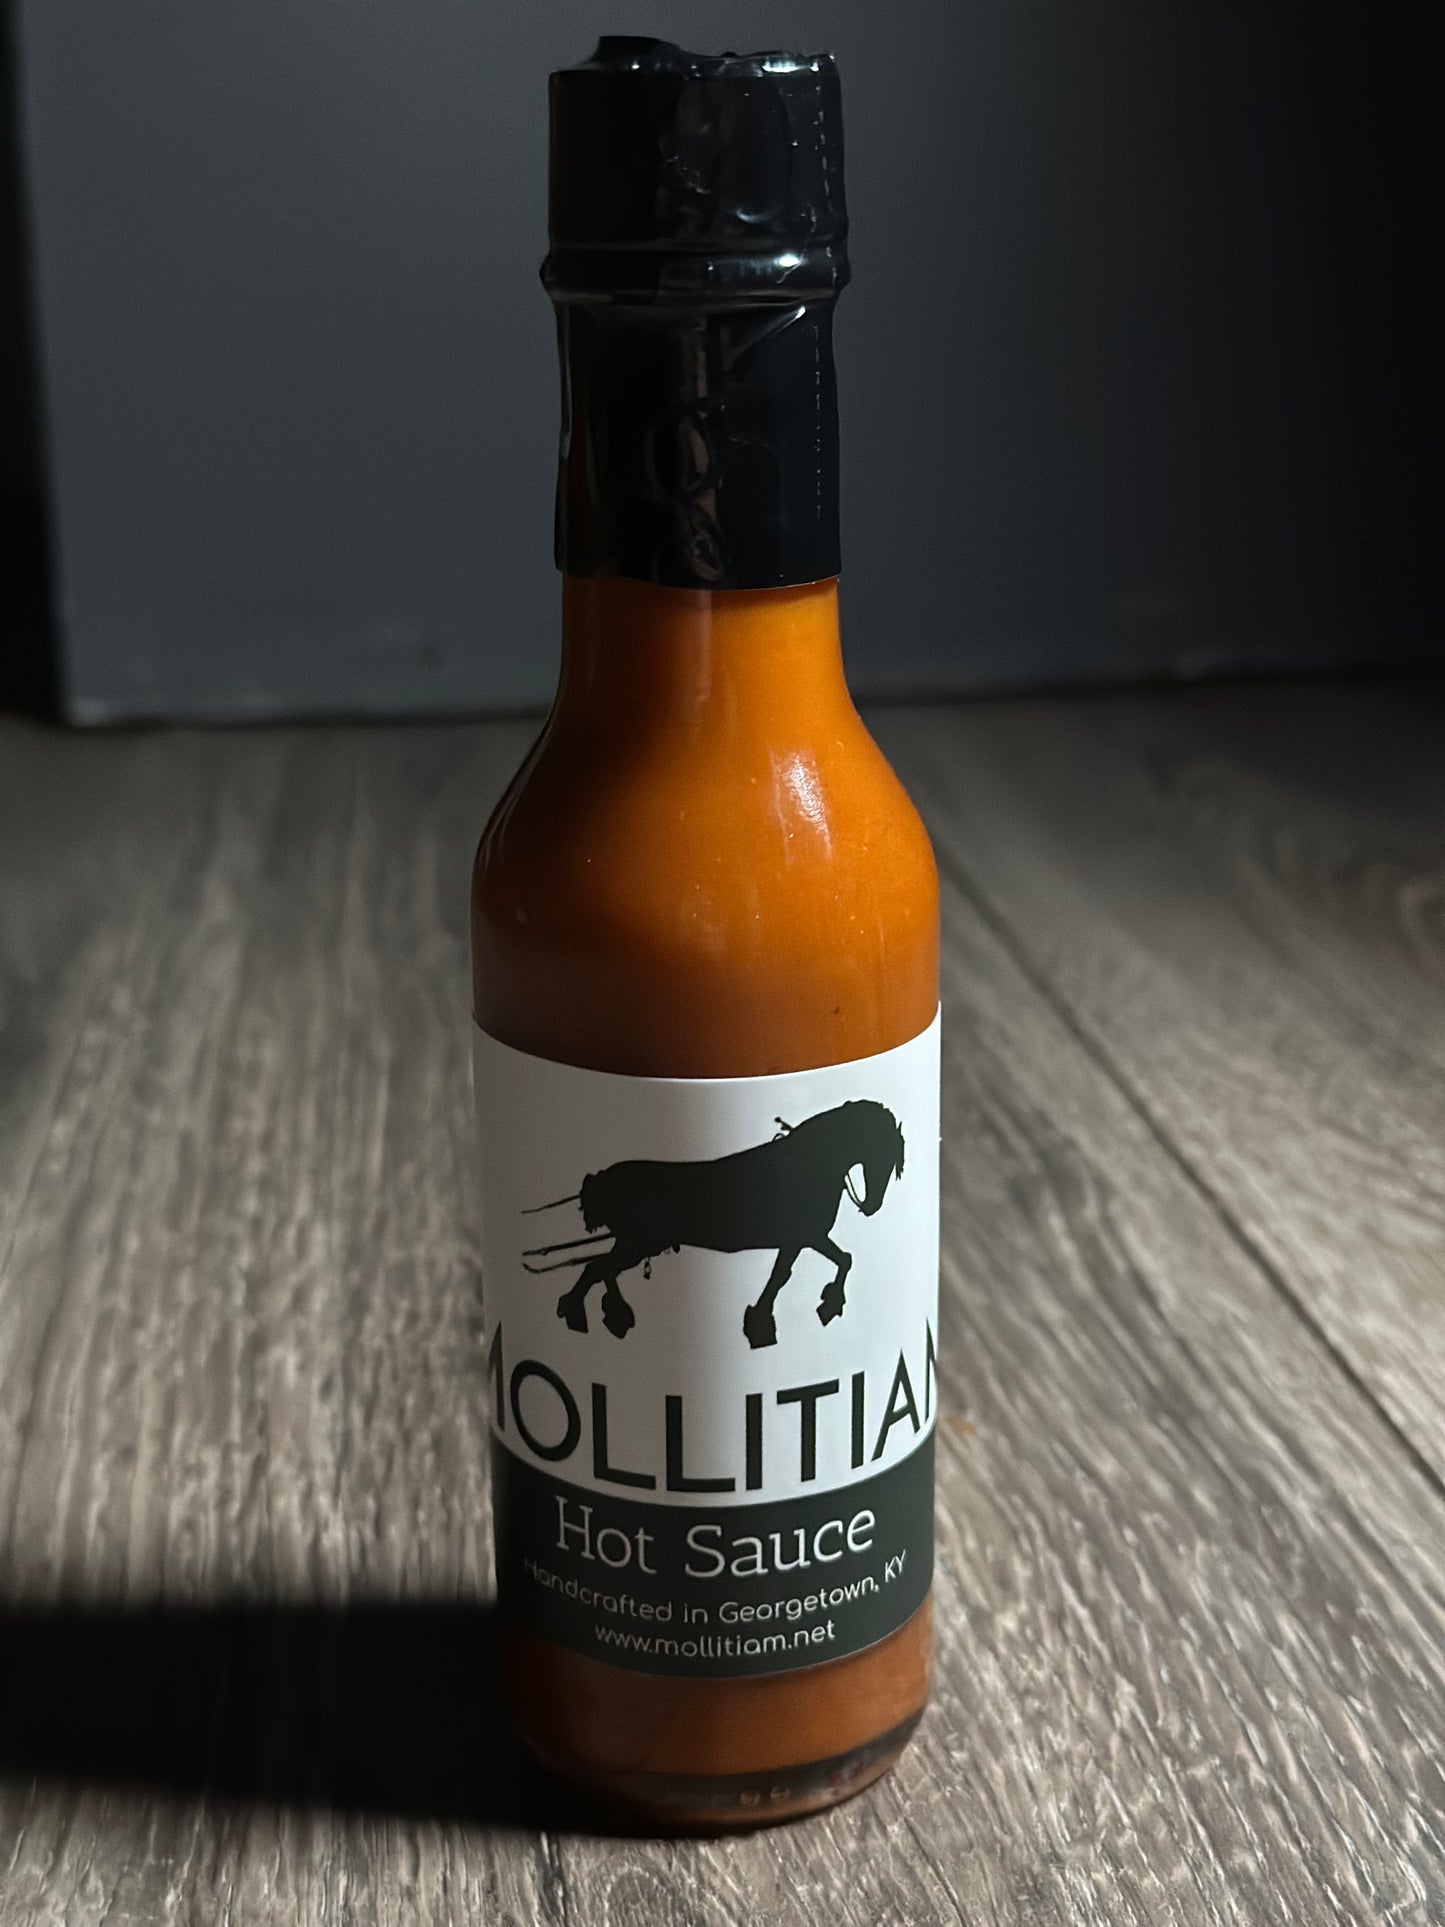 MOLLITIAM
Hot Sauce
Handcrafted in Georgetown, KY
www.mollitiam.net